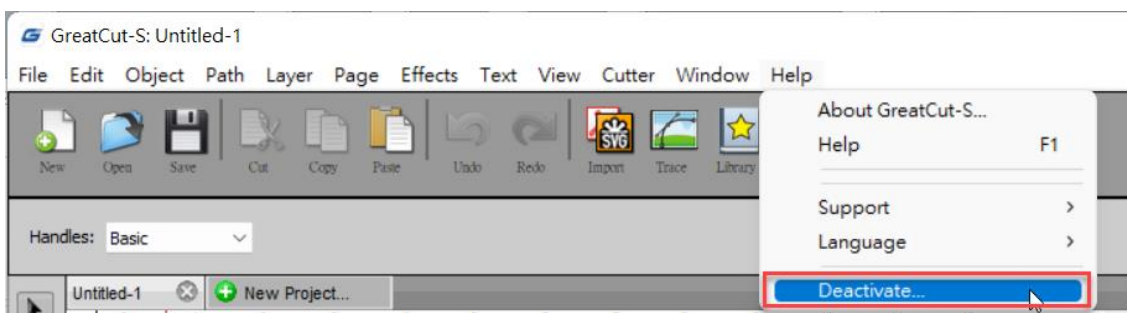 GreatCut-S: Untitled-1
File Edit Object Path Layer Page Effects Text View Cutter Window Help
About GreatCut-S...
Help F1
SVG
New Open Save Cut Copy Paste Undo Redo Import Trace Library
Support
Language
Handles: Basic
Untitled-1 New Project...
Deactivate...